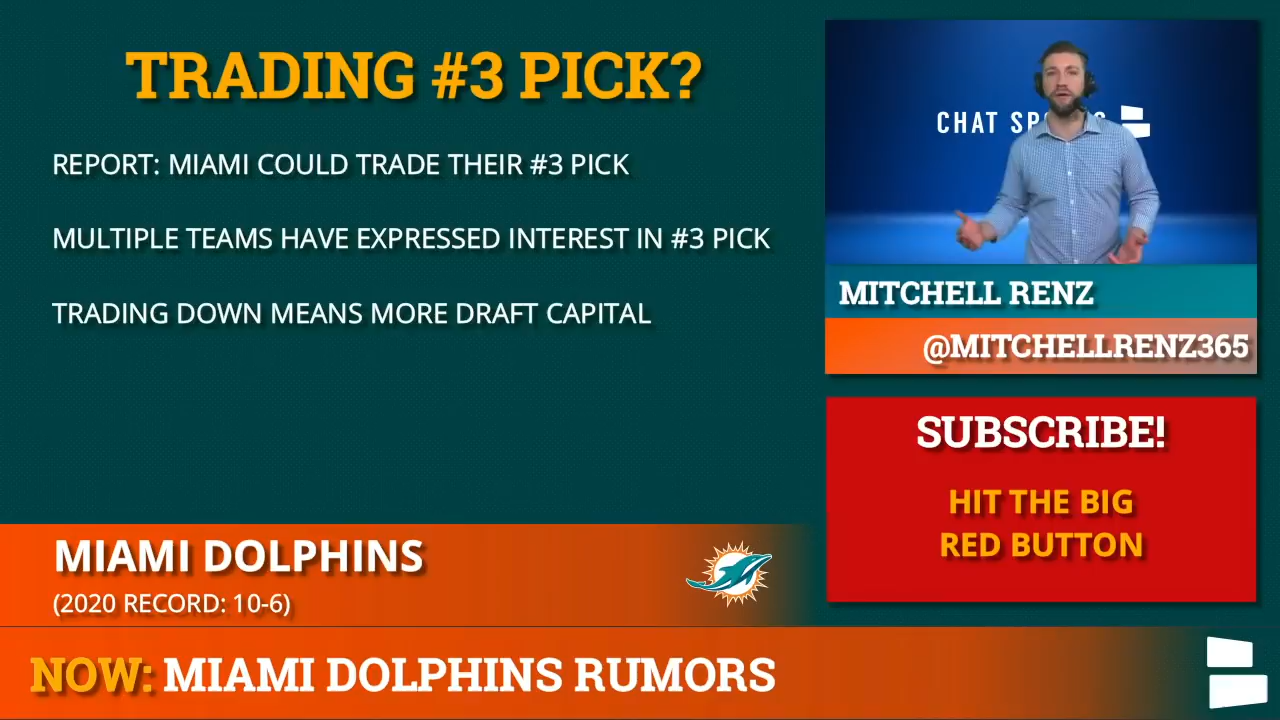 TRADING #3 PICK?
REPORT: MIAMI COULD TRADE THEIR #3 PICK
MULTIPLE TEAMS HAVE EXPRESSED INTEREST IN #3 PICK
TRADING DOWN MEANS MORE DRAFT CAPITAL
CHAT SP
MITCHELL RENZ
@MITCHELLRENZ365
SUBSCRIBE!
HIT THE BIG
RED BUTTON
MIAMI DOLPHINS
(2020 RECORD: 10-6)
NOW: MIAMI DOLPHINS RUMORS